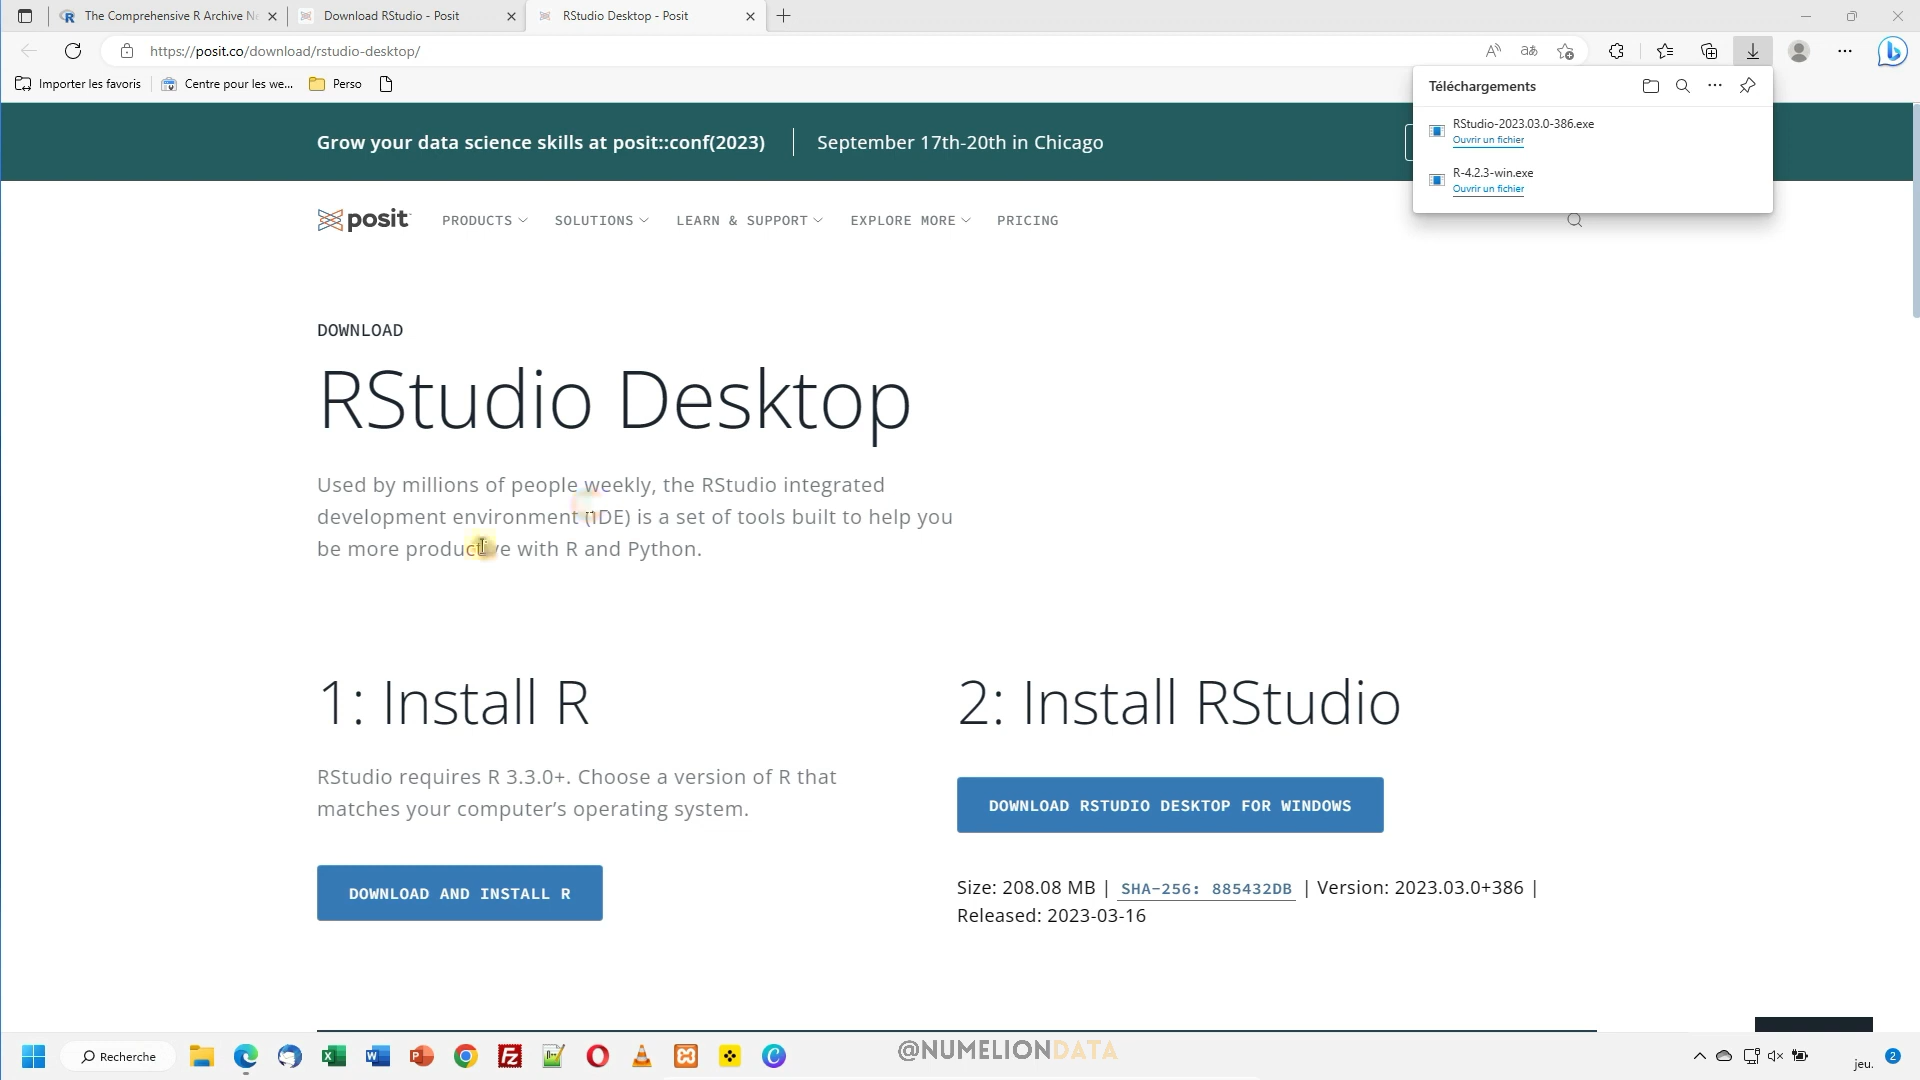 The Comprehensive R Archive Ne
Download RStudio - Posit
RStudio Desktop - Posit
https://posit.co/download/rstudio-desktop/
Importer les favoris
Centre pour les we...
Perso
Téléchargements
RStudio-2023.03.0-386.exe
Ouvrir un fichier
R-4.2.3-win.exe
Ouvrir un fichier
Grow your data science skills at posit::conf(2023)
September 17th-20th in Chicago
posit
PRODUCTS
SOLUTIONS
LEARN & SUPPORT
EXPLORE MORE
PRICING
DOWNLOAD
RStudio Desktop
Used by millions of people weekly, the RStudio integrated
development environment (IDE) is a set of tools built to help you
be more productive with R and Python.
1: Install R
RStudio requires R 3.3.0+. Choose a version of R that
matches your computer’s operating system.
DOWNLOAD AND INSTALL R
2: Install RStudio
DOWNLOAD RSTUDIO DESKTOP FOR WINDOWS
Size: 208.08 MB | SHA-256: 885432DB | Version: 2023.03.0+386 |
Released: 2023-03-16
Recherche
@NUMELIONDATA
jeu.
2